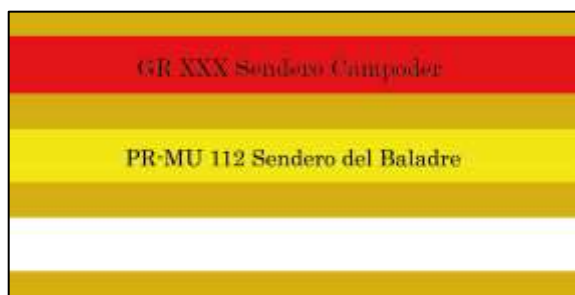 GR XXX Sendero Campoder
PR-MU 112 Sendero del Baladre